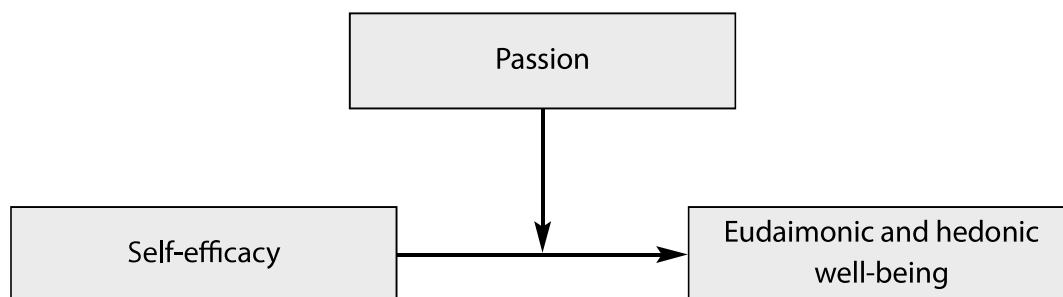 Passion
Self-efficacy
Eudaimonic and hedonic
well-being